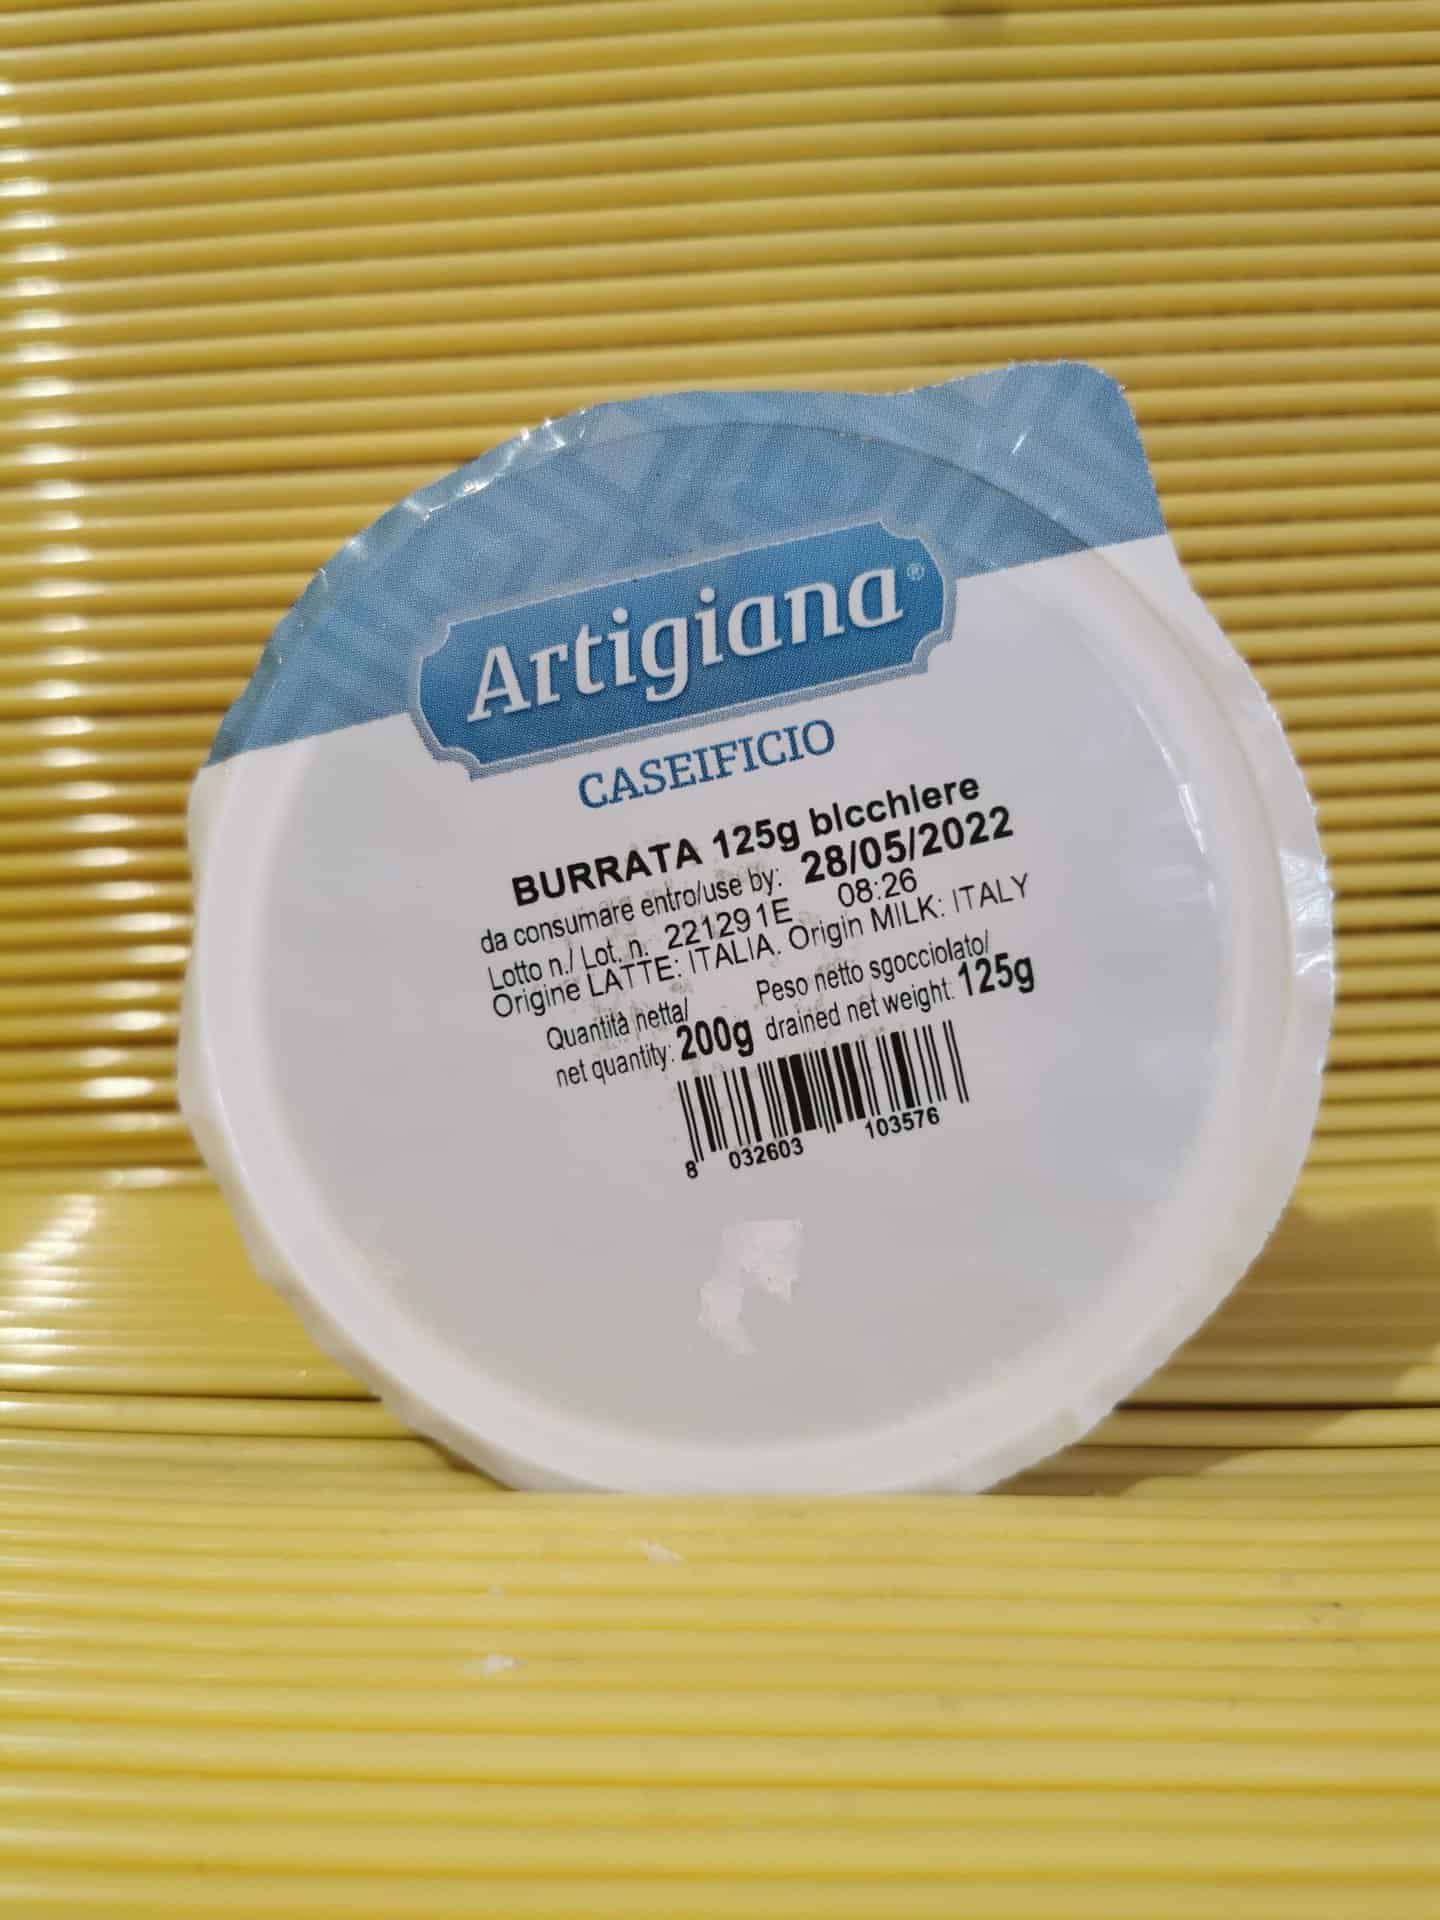 Artigiana®
CASEIFICIO
BURRATA 125g bicchiere
da consumare entro/use by: 28/05/2022
Lotto n./ Lot. n. 221291E 08:26
Origine LATTE: ITALIA. Origin MILK: ITALY
Quantità netta/
net quantity: 200g
Peso netto sgocciolato/
drained net weight: 125g
8 032603 103576